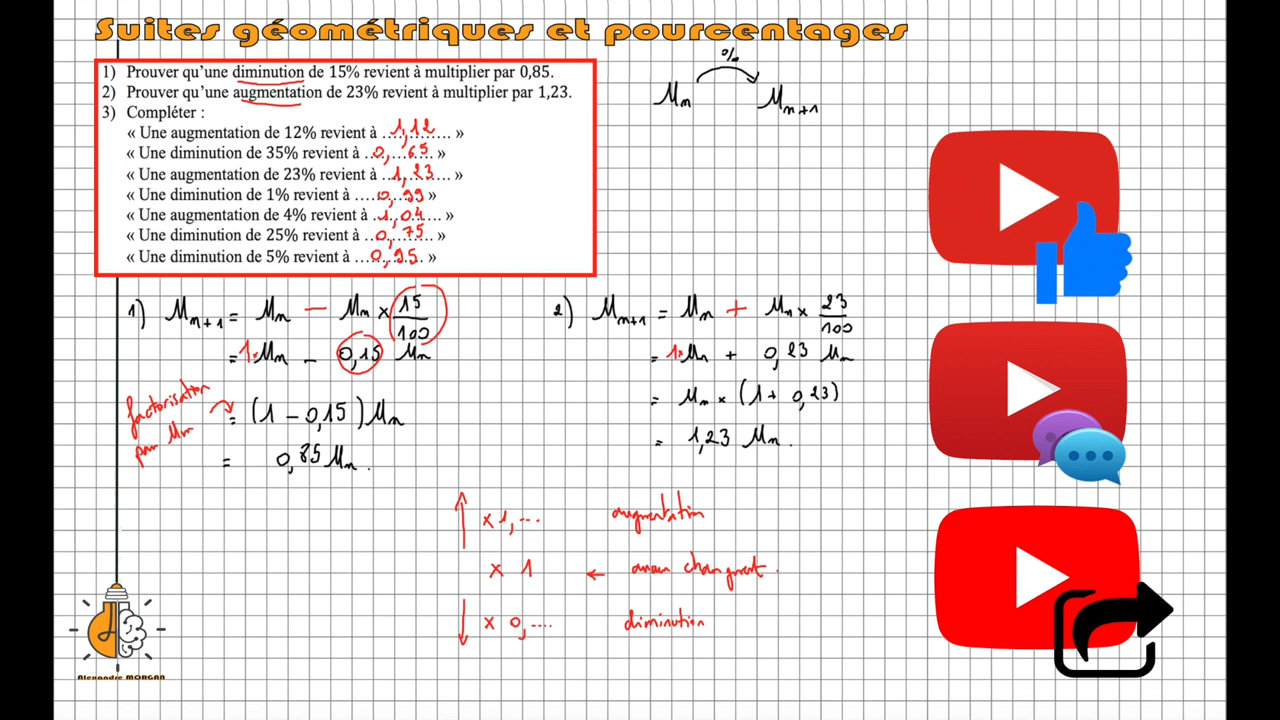 Suites géométriques et pourcentages
1) Prouver qu'une diminution de 15% revient à multiplier par 0,85.
2) Prouver qu'une augmentation de 23% revient à multiplier par 1,23.
3) Compléter :
« Une augmentation de 12% revient à ....1,12.... »
« Une diminution de 35% revient à ...0,...65... »
« Une augmentation de 23% revient à ...1,23... »
« Une diminution de 1% revient à ....0,..99 »
« Une augmentation de 4% revient à ...1,04... »
« Une diminution de 25% revient à ...0,75... »
« Une diminution de 5% revient à ....0,95.. »
%
Un Un+1
1) Un+1 = Un − Un × 15/100
= 1×Un − 0,15 Un
factorisation par Un
= (1 − 0,15) Un
= 0,85 Un.
2) Un+1 = Un + Un × 23/100
= 1×Un + 0,23 Un
= Un × (1 + 0,23)
= 1,23 Un.
↑ × 1,... augmentation
× 1 ← aucun changement.
↓ × 0,.... diminution
Alexandre MORGAN